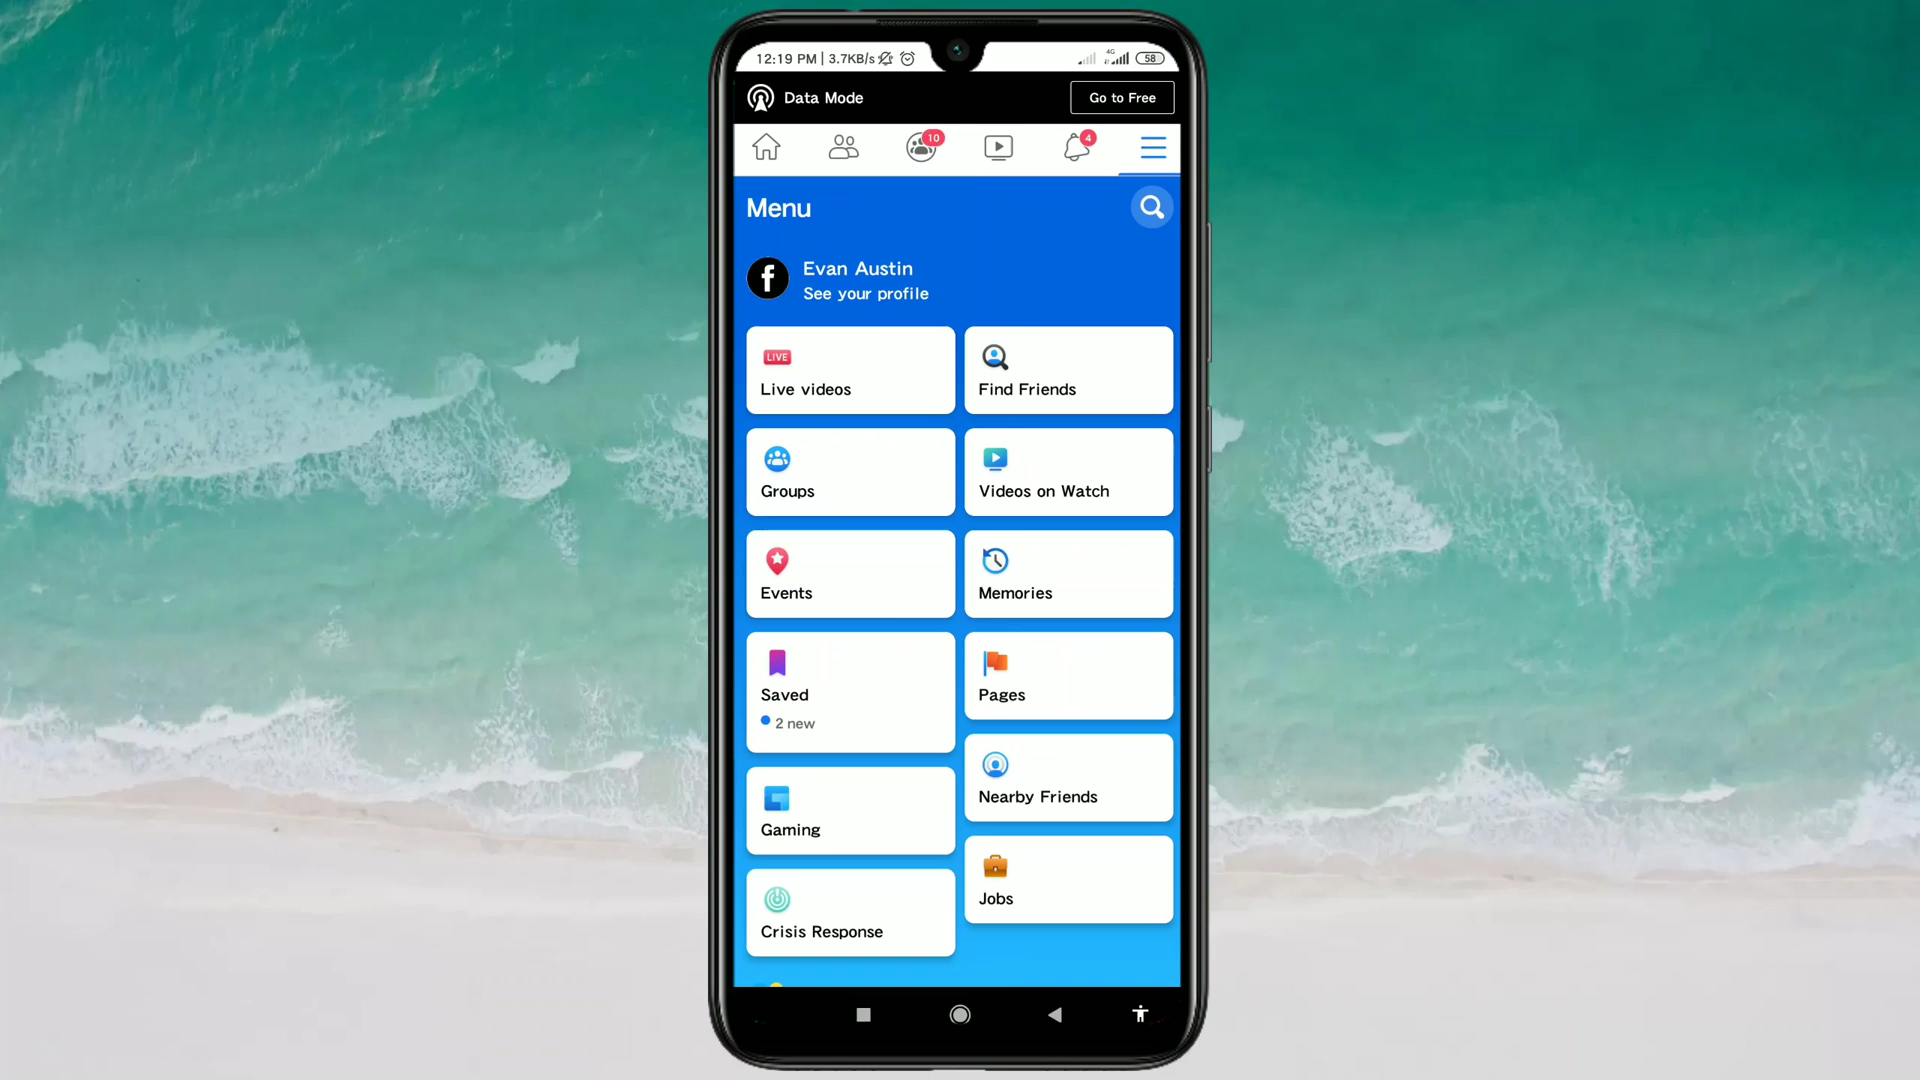 12:19 PM | 3.7KB/s 4G 58
Data Mode
Go to Free
10
4
Menu
f
Evan Austin
See your profile
LIVE
Live videos
Find Friends
Groups
Videos on Watch
Events
Memories
Saved
2 new
Pages
Nearby Friends
Gaming
Jobs
Crisis Response